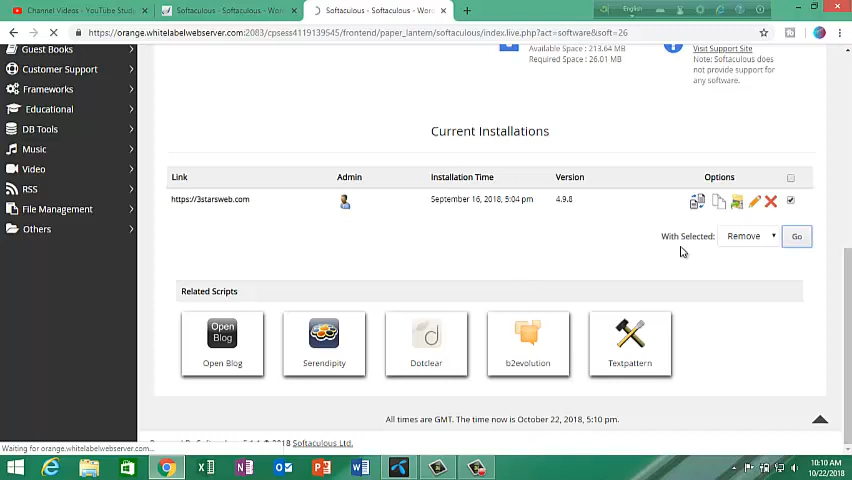 Channel Videos - YouTube Studi
Softaculous - Softaculous - Wor
Softaculous - Softaculous - Wor
English
https://orange.whitelabelwebserver.com:2083/cpsess4119139545/frontend/paper_lantern/softaculous/index.live.php?act=software&soft=26
Guest Books
Customer Support
Frameworks
Educational
DB Tools
Music
Video
RSS
File Management
Others
Available Space : 213.64 MB
Required Space : 26.01 MB
Visit Support Site
Note: Softaculous does
not provide support for
any software.
Current Installations
Link Admin Installation Time Version Options
https://3starsweb.com September 16, 2018, 5:04 pm 4.9.8
With Selected: Remove Go
Related Scripts
Open
Blog
Open Blog
Serendipity
Dotclear
b2evolution
Textpattern
All times are GMT. The time now is October 22, 2018, 5:10 pm.
2018 Softaculous Ltd.
Waiting for orange.whitelabelwebserver.com...
10:10 AM
10/22/2018